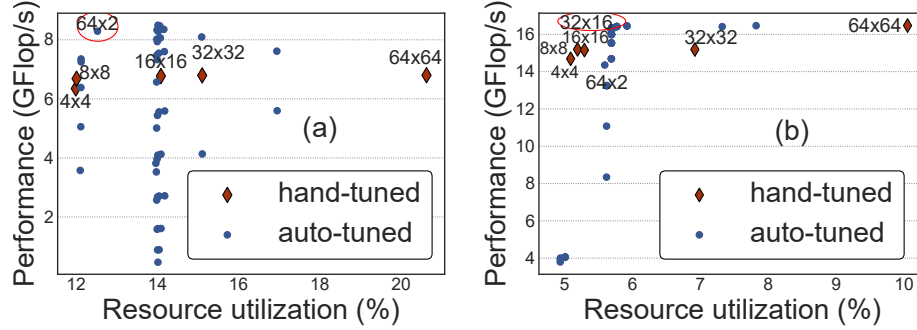 Performance (GFlop/s)
8
6
4
2
64x2
8x8
4x4
16x16
32x32
64x64
(a)
hand-tuned
auto-tuned
12 14 16 18 20
Resource utilization (%)
Performance (GFlop/s)
16
14
12
10
8
6
4
32x16
16x16
8x8
4x4
64x2
32x32
64x64
(b)
hand-tuned
auto-tuned
5 6 7 8 9 10
Resource utilization (%)